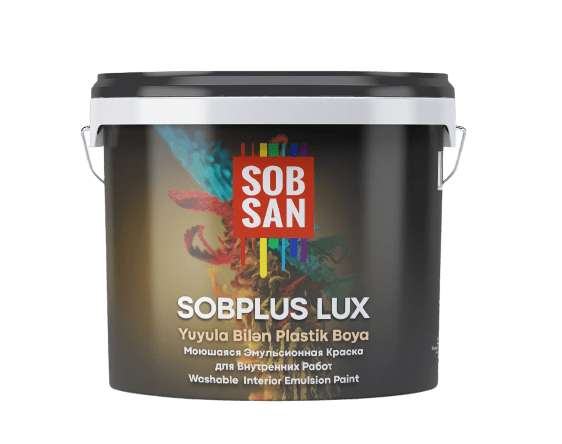 SOB
SAN
SOBPLUS LUX
Yuyula Bilən Plastik Boya
Моющаяся Эмульсионная Краска
для Внутренних Работ
Washable Interior Emulsion Paint